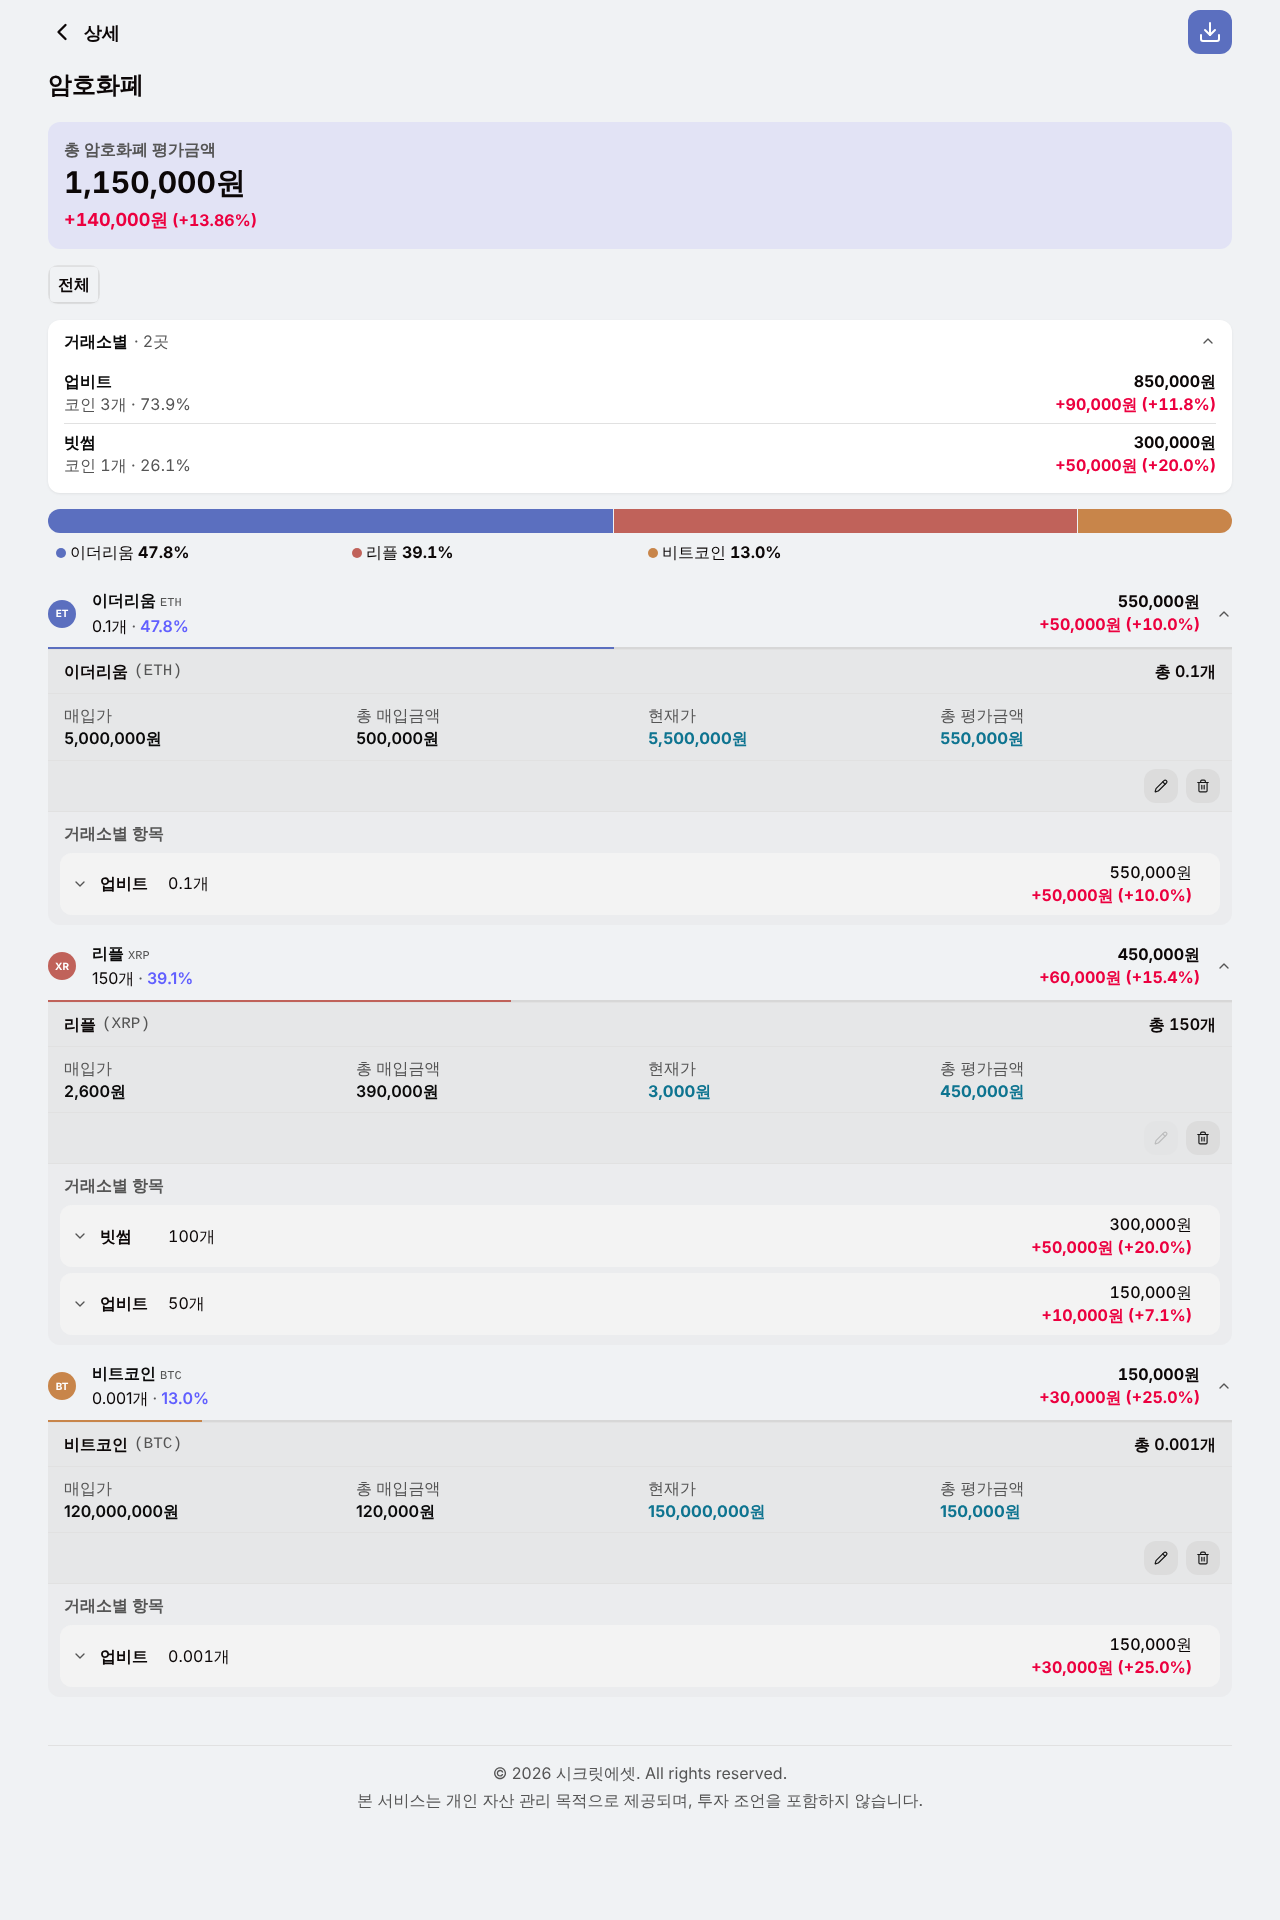 상세
암호화폐
총 암호화폐 평가금액
1,150,000원
+140,000원 (+13.86%)
전체
거래소별 · 2곳
업비트 850,000원
코인 3개 · 73.9% +90,000원 (+11.8%)
빗썸 300,000원
코인 1개 · 26.1% +50,000원 (+20.0%)
이더리움 47.8% 리플 39.1% 비트코인 13.0%
ET 이더리움 ETH 550,000원
0.1개 · 47.8% +50,000원 (+10.0%)
이더리움 (ETH) 총 0.1개
매입가 총 매입금액 현재가 총 평가금액
5,000,000원 500,000원 5,500,000원 550,000원
거래소별 항목
업비트 0.1개 550,000원
+50,000원 (+10.0%)
XR 리플 XRP 450,000원
150개 · 39.1% +60,000원 (+15.4%)
리플 (XRP) 총 150개
매입가 총 매입금액 현재가 총 평가금액
2,600원 390,000원 3,000원 450,000원
거래소별 항목
빗썸 100개 300,000원
+50,000원 (+20.0%)
업비트 50개 150,000원
+10,000원 (+7.1%)
BT 비트코인 BTC 150,000원
0.001개 · 13.0% +30,000원 (+25.0%)
비트코인 (BTC) 총 0.001개
매입가 총 매입금액 현재가 총 평가금액
120,000,000원 120,000원 150,000,000원 150,000원
거래소별 항목
업비트 0.001개 150,000원
+30,000원 (+25.0%)
© 2026 시크릿에셋. All rights reserved.
본 서비스는 개인 자산 관리 목적으로 제공되며, 투자 조언을 포함하지 않습니다.